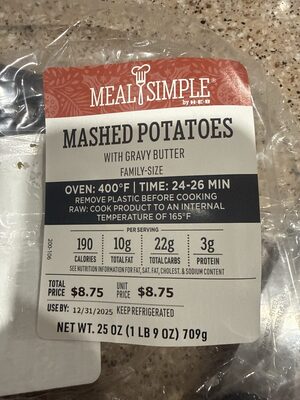 MEAL SIMPLE®
by H-E-B
MASHED POTATOES
WITH GRAVY BUTTER
FAMILY-SIZE
OVEN: 400°F | TIME: 24-26 MIN
REMOVE PLASTIC BEFORE COOKING
RAW: COOK PRODUCT TO AN INTERNAL
TEMPERATURE OF 165°F
PER SERVING
190 10g 22g 3g
CALORIES TOTAL FAT TOTAL CARBS PROTEIN
SEE NUTRITION INFORMATION FOR FAT, SAT. FAT, CHOLEST. & SODIUM CONTENT
TOTAL PRICE $8.75 UNIT PRICE $8.75
USE BY: 12/31/2025 KEEP REFRIGERATED
NET WT. 25 OZ (1 LB 9 OZ) 709g